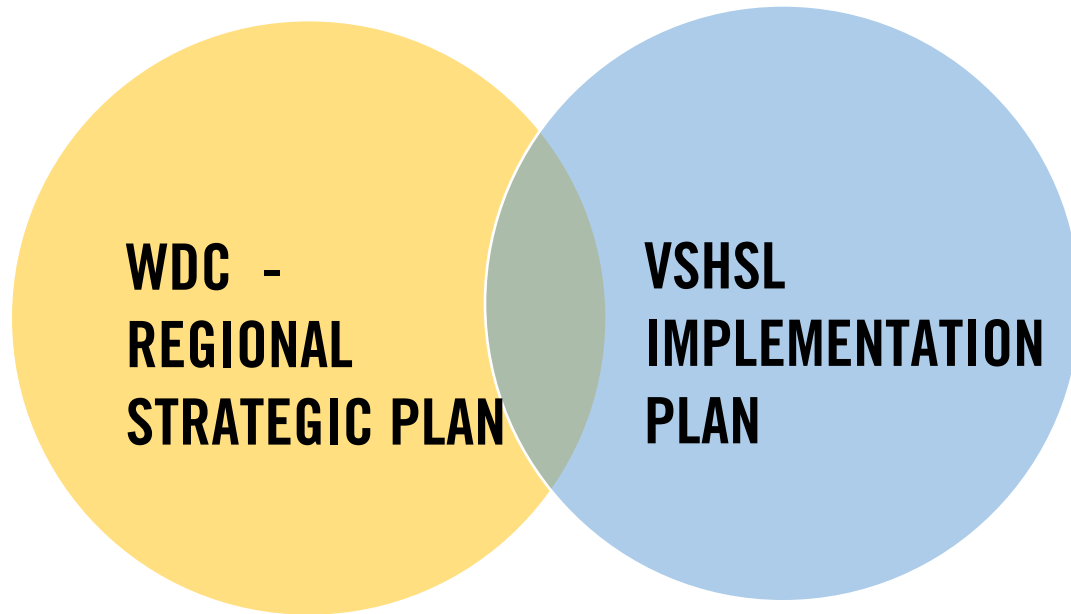 WDC -
REGIONAL
STRATEGIC PLAN
VSHSL
IMPLEMENTATION
PLAN